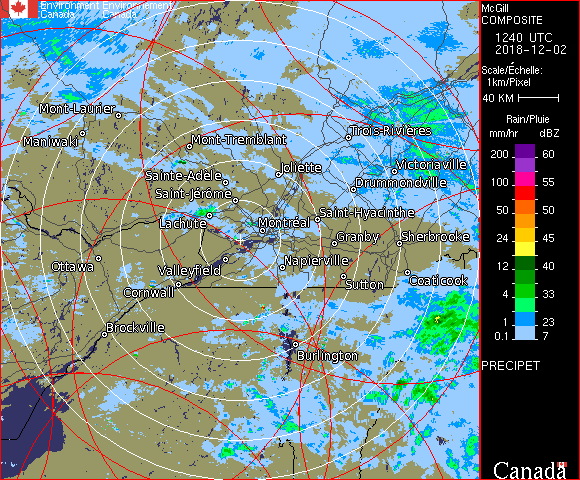 Environment Environnement
Canada Canada
McGill
COMPOSITE
1240 UTC
2018-12-02
Scale/Échelle:
1km/Pixel
40 KM
Rain/Pluie
mm/hr dBZ
200 60
100 55
50 50
24 45
12 40
4 33
1 23
0.1 7
PRECIPET
Canada
Mont-Laurier
Maniwaki
Mont-Tremblant
Trois-Rivières
Joliette
Victoriaville
Sainte-Adèle
Drummondville
Saint-Jérôme
Lachute
Saint-Hyacinthe
Montréal
Granby
Sherbrooke
Ottawa
Valleyfield
Napierville
Cornwall
Sutton
Coaticook
Brockville
Burlington